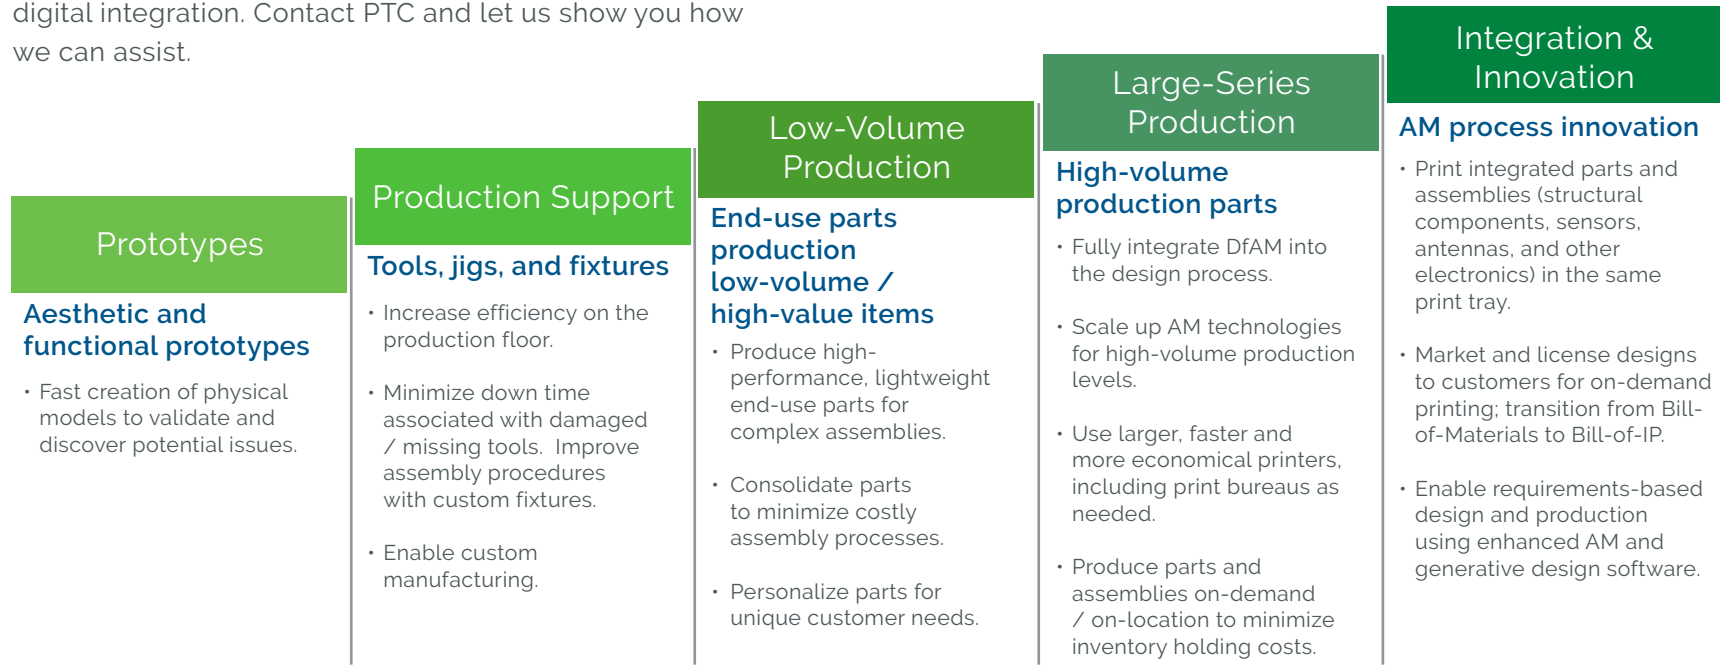 digital integration. Contact PTC and let us show you how
we can assist.
Prototypes
Aesthetic and
functional prototypes
• Fast creation of physical
models to validate and
discover potential issues.
Production Support
Tools, jigs, and fixtures
• Increase efficiency on the
production floor.
• Minimize down time
associated with damaged
/ missing tools.  Improve
assembly procedures
with custom fixtures.
• Enable custom
manufacturing.
Low-Volume
Production
End-use parts
production
low-volume /
high-value items
• Produce high-
performance, lightweight
end-use parts for
complex assemblies.
• Consolidate parts
to minimize costly
assembly processes.
• Personalize parts for
unique customer needs.
Large-Series
Production
High-volume
production parts
• Fully integrate DfAM into
the design process.
• Scale up AM technologies
for high-volume production
levels.
• Use larger, faster and
more economical printers,
including print bureaus as
needed.
• Produce parts and
assemblies on-demand
/ on-location to minimize
inventory holding costs.
Integration &
Innovation
AM process innovation
• Print integrated parts and
assemblies (structural
components, sensors,
antennas, and other
electronics) in the same
print tray.
• Market and license designs
to customers for on-demand
printing; transition from Bill-
of-Materials to Bill-of-IP.
• Enable requirements-based
design and production
using enhanced AM and
generative design software.